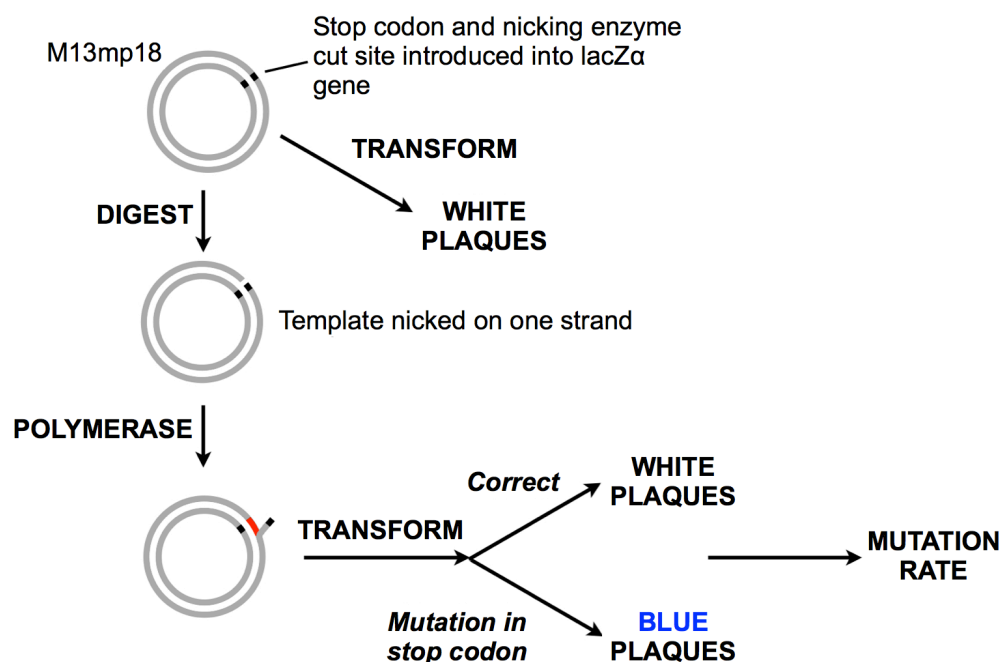 M13mp18
Stop codon and nicking enzyme
cut site introduced into lacZα
gene
TRANSFORM
WHITE
PLAQUES
DIGEST
Template nicked on one strand
POLYMERASE
TRANSFORM
Correct
WHITE
PLAQUES
Mutation in
stop codon
BLUE
PLAQUES
MUTATION
RATE